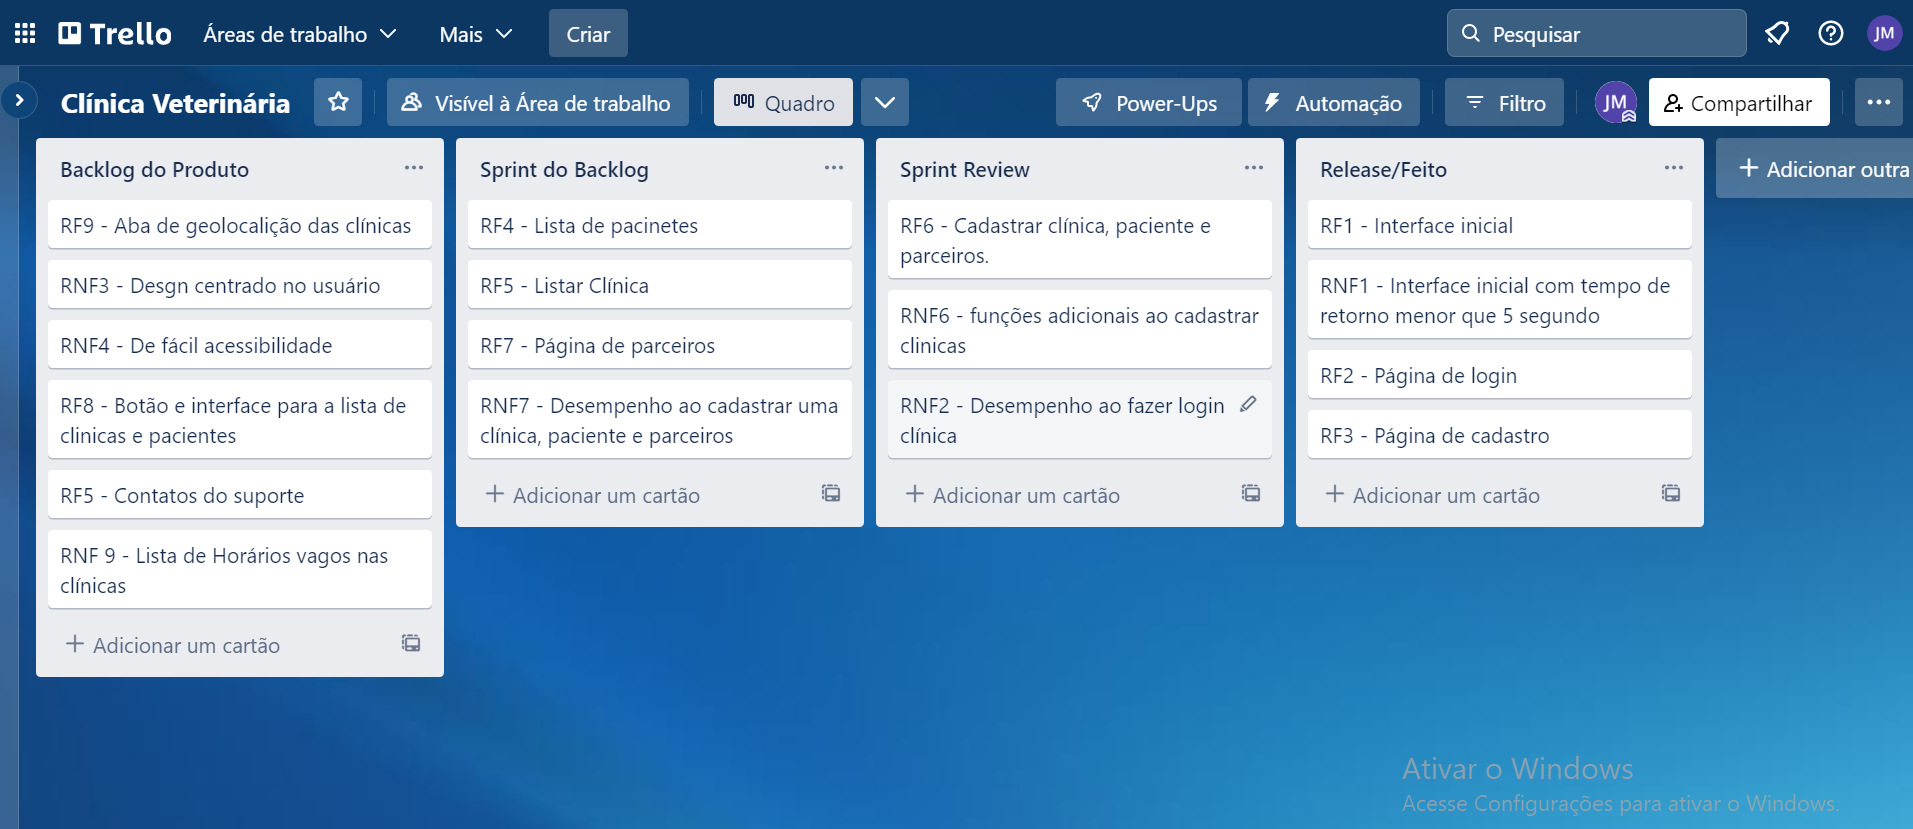 Trello
Áreas de trabalho
Mais
Criar
Pesquisar
JM
Clínica Veterinária
Visível à Área de trabalho
Quadro
Power-Ups
Automação
Filtro
JM
Compartilhar
Backlog do Produto
RF9 - Aba de geolocalição das clínicas
RNF3 - Desgn centrado no usuário
RNF4 - De fácil acessibilidade
RF8 - Botão e interface para a lista de
clinicas e pacientes
RF5 - Contatos do suporte
RNF 9 - Lista de Horários vagos nas
clínicas
+ Adicionar um cartão
Sprint do Backlog
RF4 - Lista de pacinetes
RF5 - Listar Clínica
RF7 - Página de parceiros
RNF7 - Desempenho ao cadastrar uma
clínica, paciente e parceiros
+ Adicionar um cartão
Sprint Review
RF6 - Cadastrar clínica, paciente e
parceiros.
RNF6 - funções adicionais ao cadastrar
clinicas
RNF2 - Desempenho ao fazer login
clínica
+ Adicionar um cartão
Release/Feito
RF1 - Interface inicial
RNF1 - Interface inicial com tempo de
retorno menor que 5 segundo
RF2 - Página de login
RF3 - Página de cadastro
+ Adicionar um cartão
+ Adicionar outra
Ativar o Windows
Acesse Configurações para ativar o Windows.